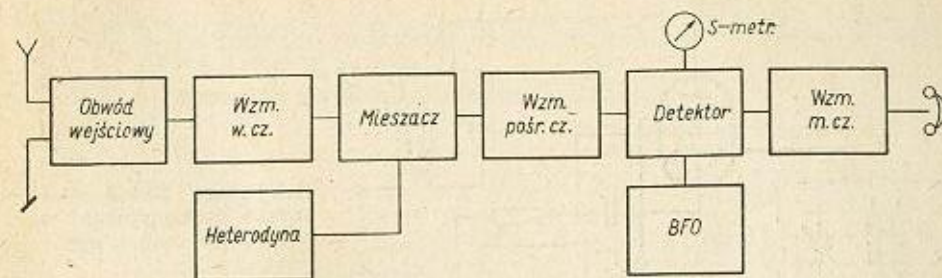 S-metr.
Obwód
wejściowy
Wzm.
w.cz.
Mieszacz
Wzm.
pośr.cz.
Detektor
Wzm.
m.cz.
Heterodyna
BFO